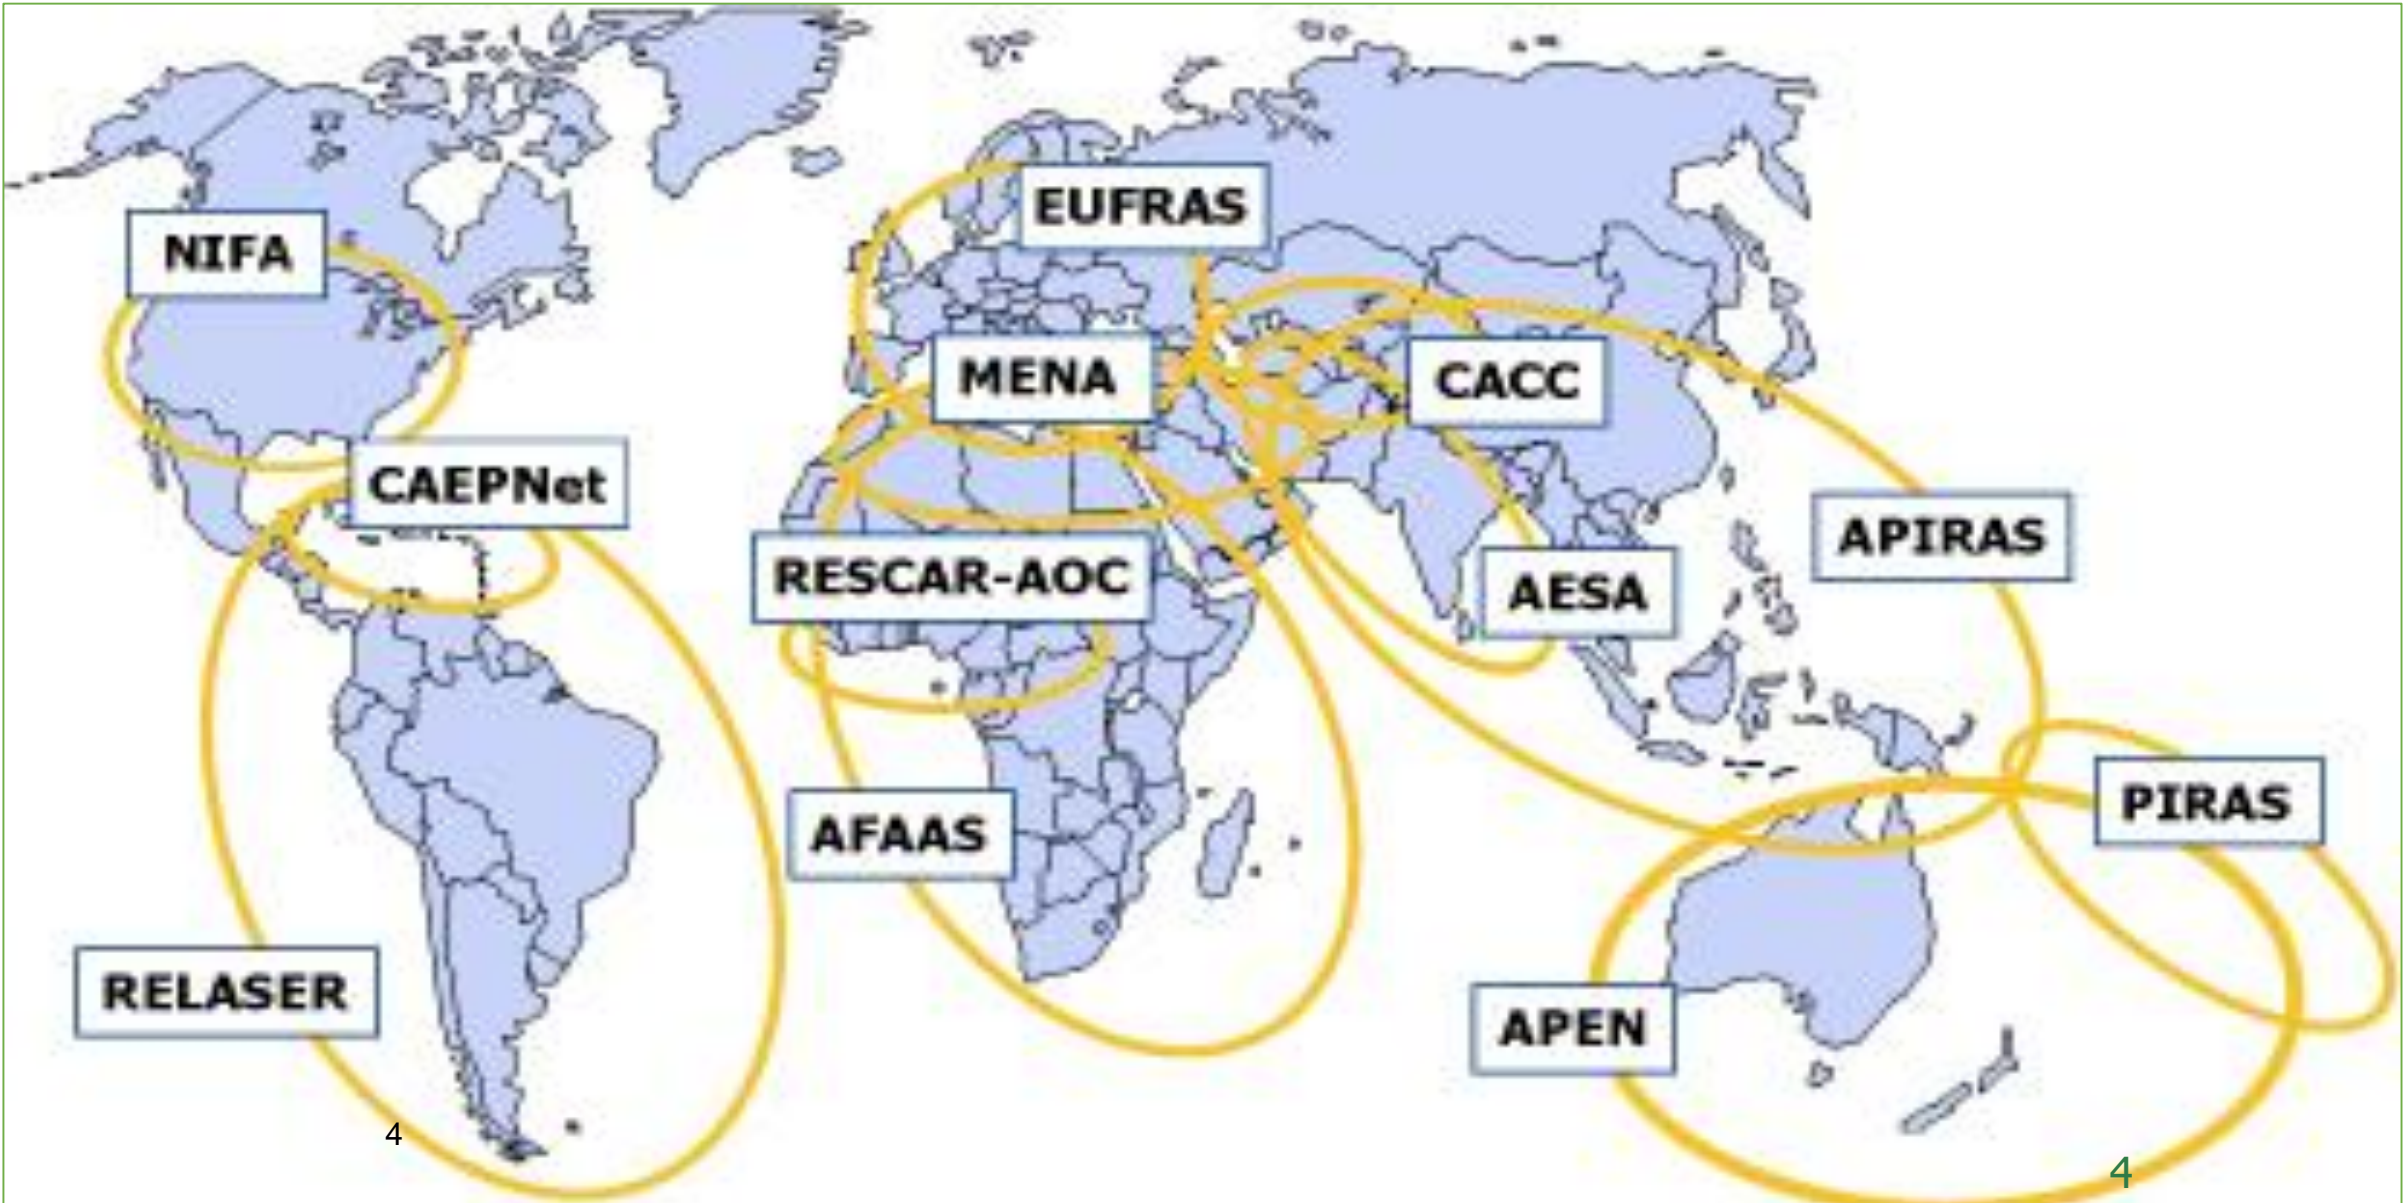 EUFRAS
NIFA
MENA
CACC
CAEPNet
APIRAS
RESCAR-AOC
AESA
PIRAS
AFAAS
RELASER
APEN
4
4